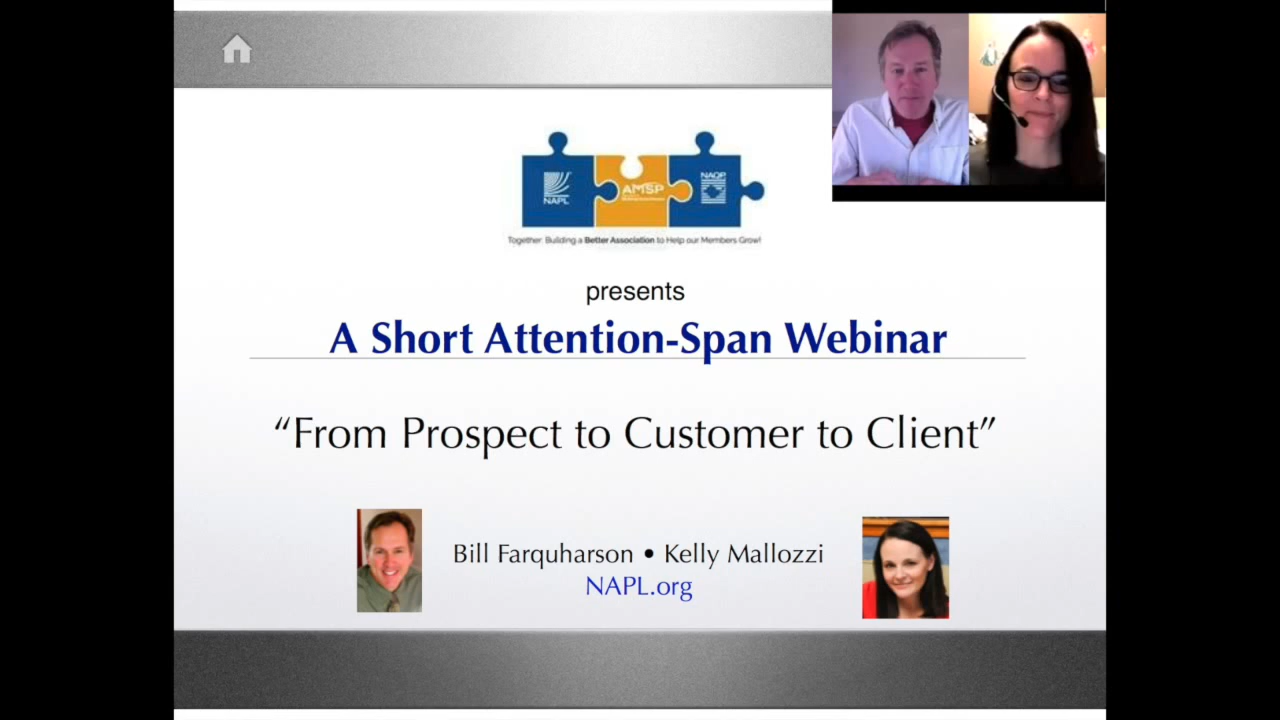 NAPL
AMSP
NAQP
Together: Building a Better Association to Help our Members Grow!
presents
A Short Attention-Span Webinar
“From Prospect to Customer to Client”
Bill Farquharson • Kelly Mallozzi
NAPL.org